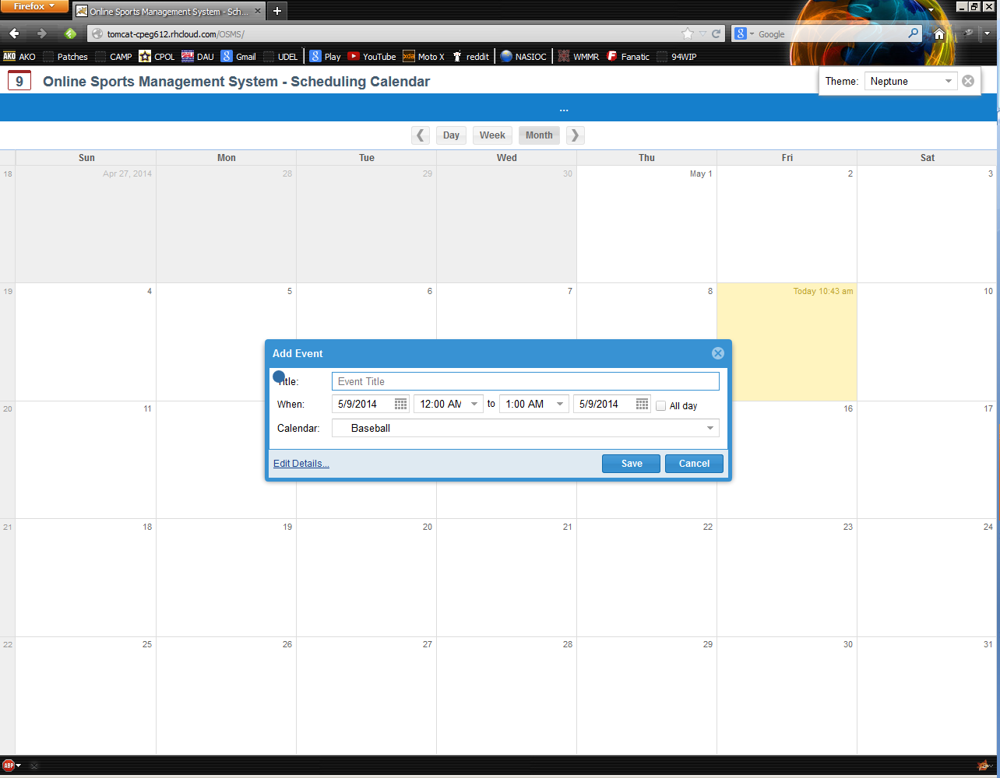 Firefox
Online Sports Management System - Sch...
tomcat-cpeg612.rhcloud.com/OSMS/
8 Google
AKO AKO Patches CAMP CPOL DAU 8 Gmail UDEL 8 Play YouTube xda Moto X reddit NASIOC WMMR F Fanatic 94WIP
9 Online Sports Management System - Scheduling Calendar
Theme: Neptune
...
Day Week Month
Sun Mon Tue Wed Thu Fri Sat
18 Apr 27, 2014 28 29 30 May 1 2 3
19 4 5 6 7 8 Today 10:43 am 10
Add Event
Title: Event Title
When: 5/9/2014 12:00 AM to 1:00 AM 5/9/2014 All day
Calendar: Baseball
Edit Details... Save Cancel
20 11 16 17
21 18 19 20 21 22 23 24
22 25 26 27 28 29 30 31
ABP